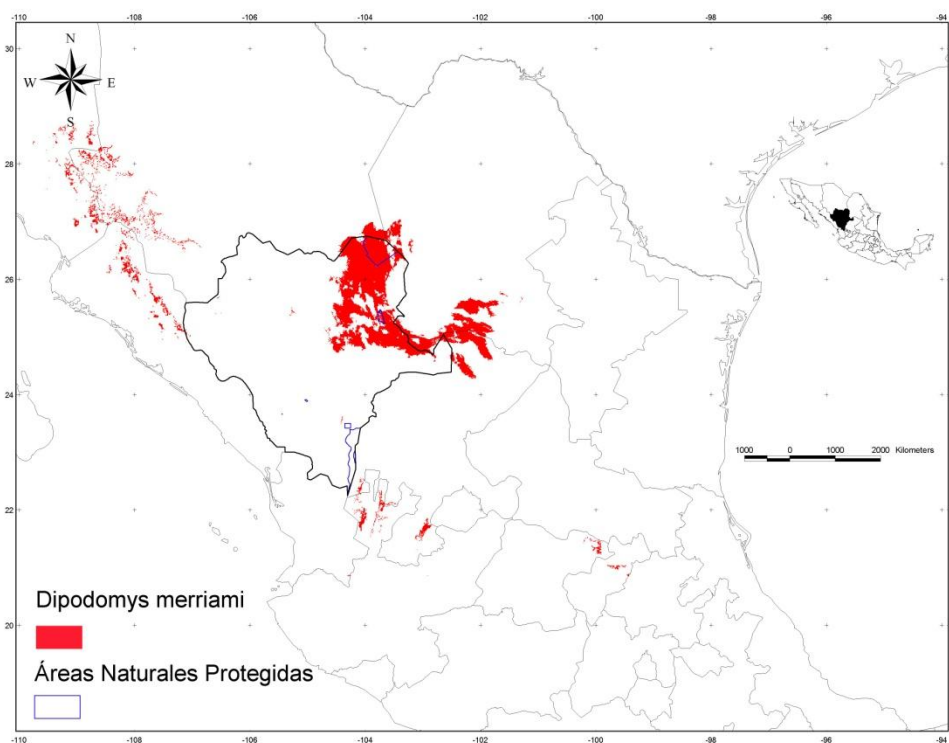 -110 -108 -106 -104 -102 -100 -98 -96 -94
30
N
W E
S
28
26
24
22
20
1000 0 1000 2000 Kilometers
Dipodomys merriami
Áreas Naturales Protegidas
-110 -108 -106 -104 -102 -100 -98 -96 -94